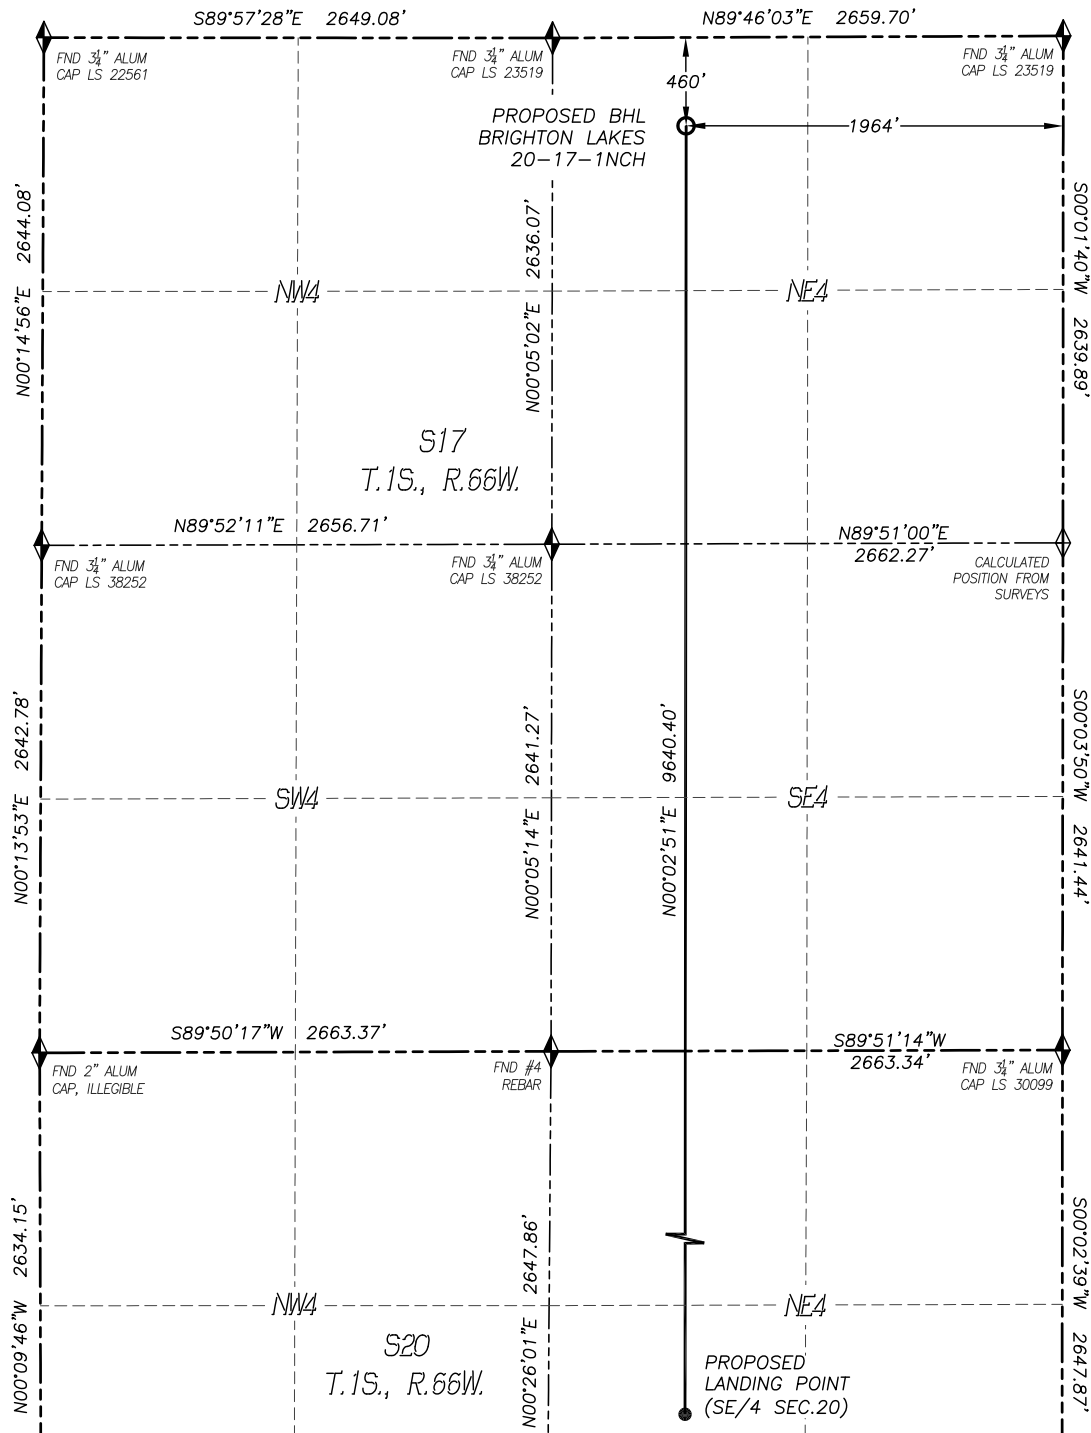 S89°57'28"E 2649.08'
N89°46'03"E 2659.70'
FND 3¼" ALUM
CAP LS 22561
FND 3¼" ALUM
CAP LS 23519
FND 3¼" ALUM
CAP LS 23519
460'
PROPOSED BHL
BRIGHTON LAKES
20-17-1NCH
1964'
N00°14'56"E 2644.08'
N00°05'02"E 2636.07'
S00°01'40"W 2639.89'
NW4
NE4
S17
T.1S., R.66W.
N89°52'11"E 2656.71'
N89°51'00"E
2662.27'
FND 3¼" ALUM
CAP LS 38252
FND 3¼" ALUM
CAP LS 38252
CALCULATED
POSITION FROM
SURVEYS
N00°13'53"E 2642.78'
N00°05'14"E 2641.27'
N00°02'51"E 9640.40'
S00°03'50"W 2641.44'
SW4
SE4
S89°50'17"W 2663.37'
S89°51'14"W
2663.34'
FND 2" ALUM
CAP, ILLEGIBLE
FND #4
REBAR
FND 3¼" ALUM
CAP LS 30099
N00°09'46"W 2634.15'
N00°26'01"E 2647.86'
S00°02'39"W 2647.87'
NW4
NE4
S20
T.1S., R.66W.
PROPOSED
LANDING POINT
(SE/4 SEC.20)